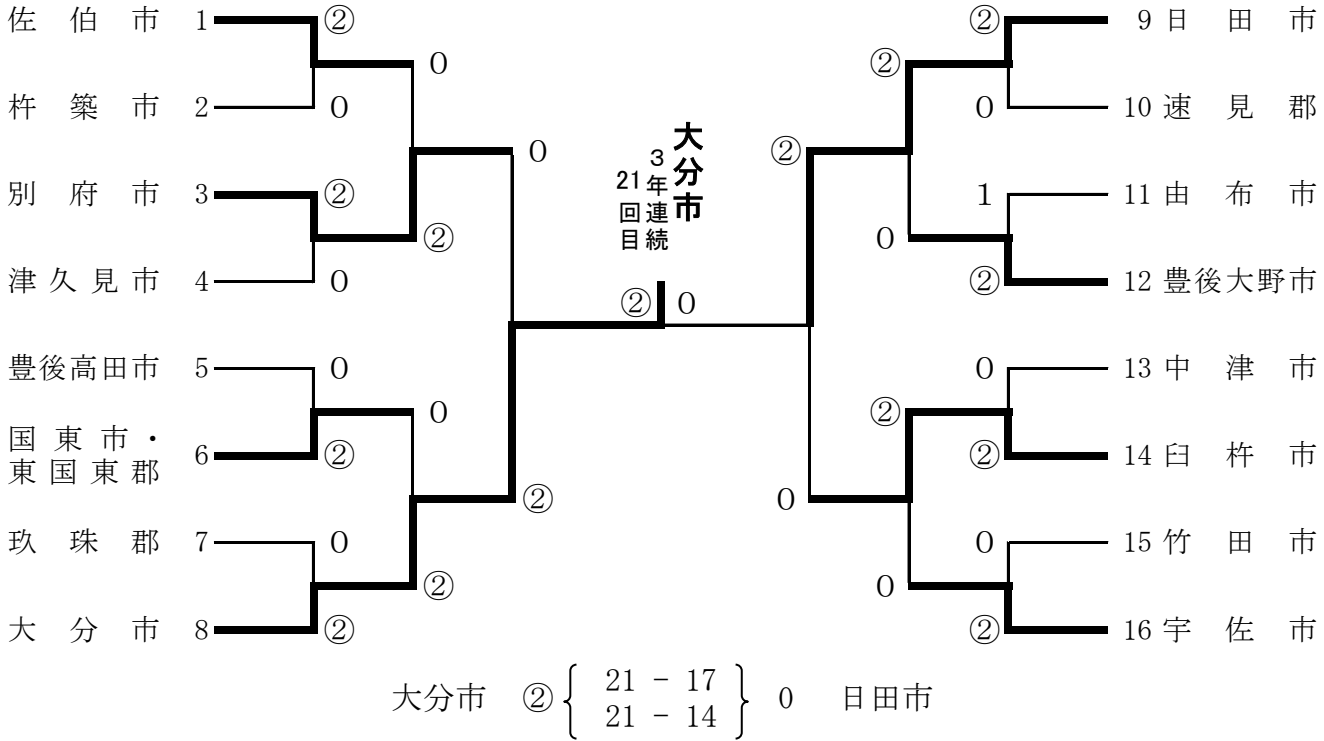 佐伯市 1 ② ② 9 日田市
0 ②
杵築市 2 0 0 10 速見郡
大分市
3年連続
21回目
0 ②
別府市 3 ② 1 11 由布市
② 0
津久見市 4 0 ② 12 豊後大野市
② 0
豊後高田市 5 0 0 13 中津市
0 ②
国東市・
東国東郡 6 ② ② 14 臼杵市
② 0
玖珠郡 7 0 0 15 竹田市
② 0
大分市 8 ② ② 16 宇佐市
21 - 17
大分市 ② { } 0 日田市
21 - 14